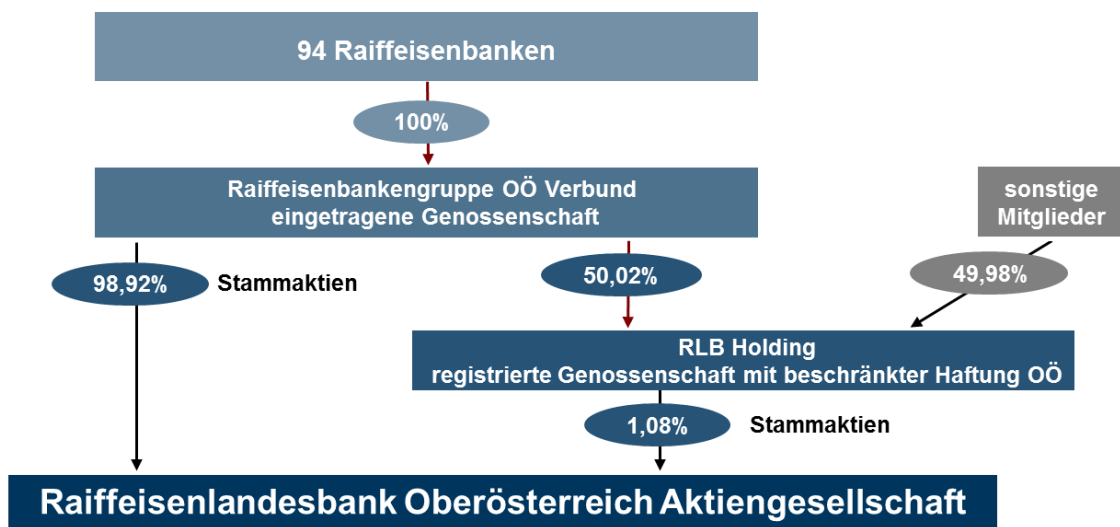 94 Raiffeisenbanken
100%
Raiffeisenbankengruppe OÖ Verbund
eingetragene Genossenschaft
sonstige
Mitglieder
98,92%
Stammaktien
50,02%
49,98%
RLB Holding
registrierte Genossenschaft mit beschränkter Haftung OÖ
1,08%
Stammaktien
Raiffeisenlandesbank Oberösterreich Aktiengesellschaft